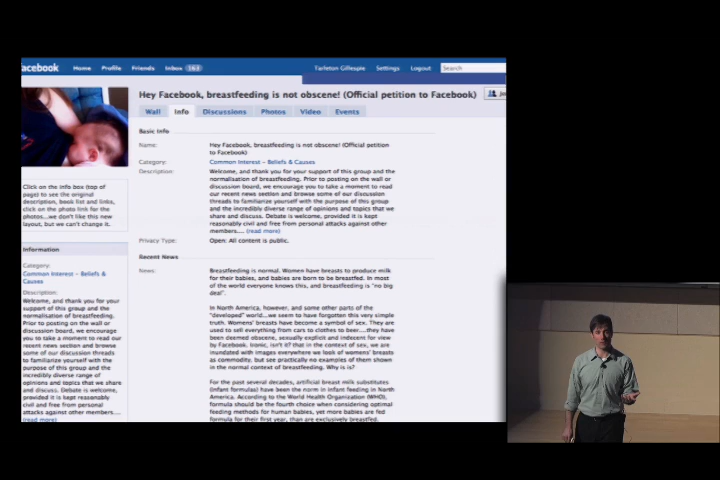 facebook Home Profile Friends Inbox 163 Tarleton Gillespie Settings Logout Search
Hey Facebook, breastfeeding is not obscene! (Official petition to Facebook)
Wall Info Discussions Photos Video Events
Basic Info
Name: Hey Facebook, breastfeeding is not obscene! (Official petition
to Facebook)
Category: Common Interest - Beliefs & Causes
Description: Welcome, and thank you for your support of this group and the
normalisation of breastfeeding. Prior to posting on the wall or
discussion board, we encourage you to take a moment to read
our recent news section and browse some of our discussion
threads to familiarize yourself with the purpose of this group
and the incredibly diverse range of opinions and topics that we
share and discuss. Debate is welcome, provided it is kept
reasonably civil and free from personal attacks against other
members.... (read more)
Privacy Type: Open: All content is public.
Recent News
News: Breastfeeding is normal. Women have breasts to produce milk
for their babies, and babies are born to be breastfed. In most
of the world everyone knows this, and breastfeeding is "no big
deal".
In North America, however, and some other parts of the
"developed" world...we seem to have forgotten this very simple
truth. Womens' breasts have become a symbol of sex. They are
used to sell everything from cars to clothes to beer....they have
been deemed obscene, sexually explicit and indecent for view
by Facebook. Ironic, isn't it? that in the context of sex, we are
inundated with images everywhere we look of womens' breasts
as commodity, but see practically no examples of them shown
in the normal context of breastfeeding. Why is?
For the past several decades, artificial breast milk substitutes
(infant formulas) have been the norm in infant feeding in North
America. According to the World Health Organization (WHO),
formula should be the fourth choice when considering optimal
feeding methods for human babies, yet more babies are fed
formula for their first year, than are exclusively breastfed.
Click on the info box (top of
page) to see the original
description, book list and links,
click on the photo link for the
photos...we don't like this new
layout, but we can't change it.
Information
Category:
Common Interest - Beliefs &
Causes
Description:
Welcome, and thank you for your
support of this group and the
normalisation of breastfeeding.
Prior to posting on the wall or
discussion board, we encourage
you to take a moment to read our
recent news section and browse
some of our discussion threads
to familiarize yourself with the
purpose of this group and the
incredibly diverse range of
opinions and topics that we share
and discuss. Debate is welcome,
provided it is kept reasonably
civil and free from personal
attacks against other members....
(read more)